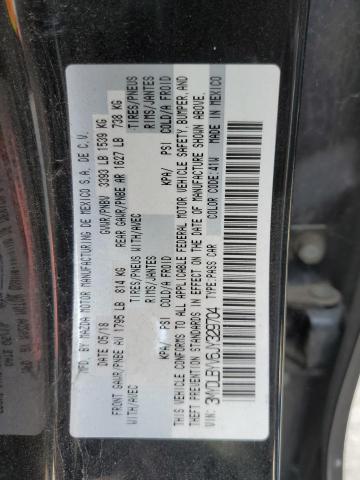 MFD. BY MAZDA MOTOR MANUFACTURING DE MEXICO S.A. DE C.V.
DATE 05/18 GVWR/PNBV 3393 LB 1539 KG
FRONT GAWR/PNBE AV 1795 LB 814 KG REAR GAWR/PNBE AR 1627 LB 738 KG
WITH/AVEC TIRES/PNEUS WITH/AVEC TIRES/PNEUS
RIMS/JANTES RIMS/JANTES
KPA/ PSI COLD/A FROID KPA/ PSI COLD/A FROID
THIS VEHICLE CONFORMS TO ALL APPLICABLE FEDERAL MOTOR VEHICLE SAFETY, BUMPER, AND
THEFT PREVENTION STANDARDS IN EFFECT ON THE DATE OF MANUFACTURE SHOWN ABOVE.
VIN: TYPE: PASS CAR COLOR CODE: 41W MADE IN MEXICO